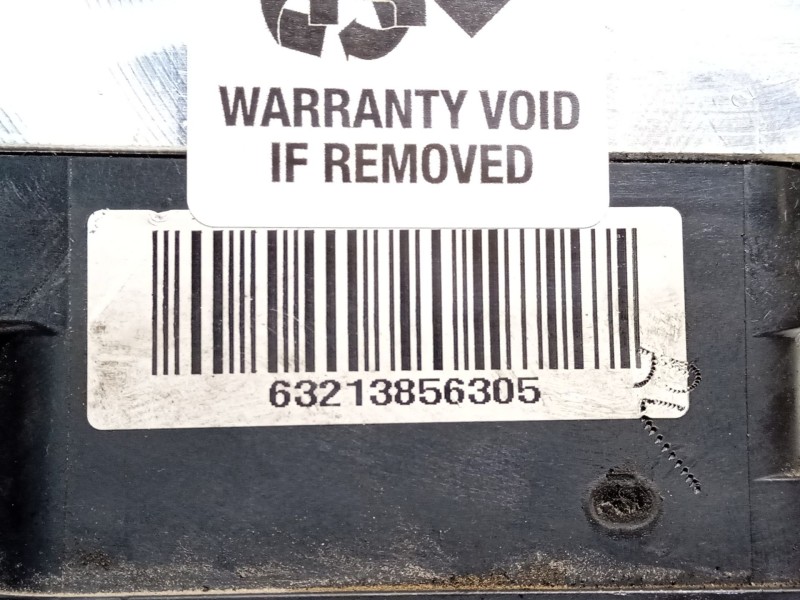 WARRANTY VOID
IF REMOVED
63213856305